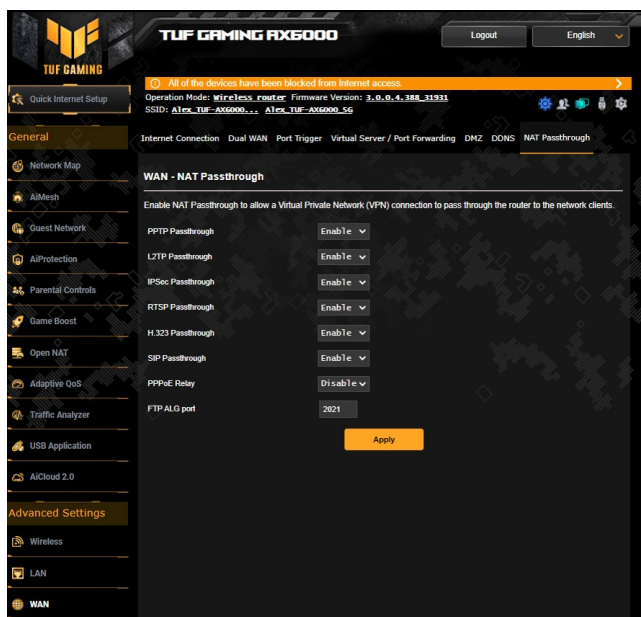 TUF GAMING
TUF GAMING AX6000
Logout
English
All of the devices have been blocked from Internet access.
Quick Internet Setup
Operation Mode: Wireless router Firmware Version: 3.0.0.4.388_31931
SSID: Alex_TUF-AX6000... Alex_TUF-AX6000_5G
General
Internet Connection Dual WAN Port Trigger Virtual Server / Port Forwarding DMZ DDNS NAT Passthrough
Network Map
AiMesh
Guest Network
AiProtection
Parental Controls
Game Boost
Open NAT
Adaptive QoS
Traffic Analyzer
USB Application
AiCloud 2.0
Advanced Settings
Wireless
LAN
WAN
WAN - NAT Passthrough
Enable NAT Passthrough to allow a Virtual Private Network (VPN) connection to pass through the router to the network clients.
PPTP Passthrough Enable
L2TP Passthrough Enable
IPSec Passthrough Enable
RTSP Passthrough Enable
H.323 Passthrough Enable
SIP Passthrough Enable
PPPoE Relay Disable
FTP ALG port 2021
Apply